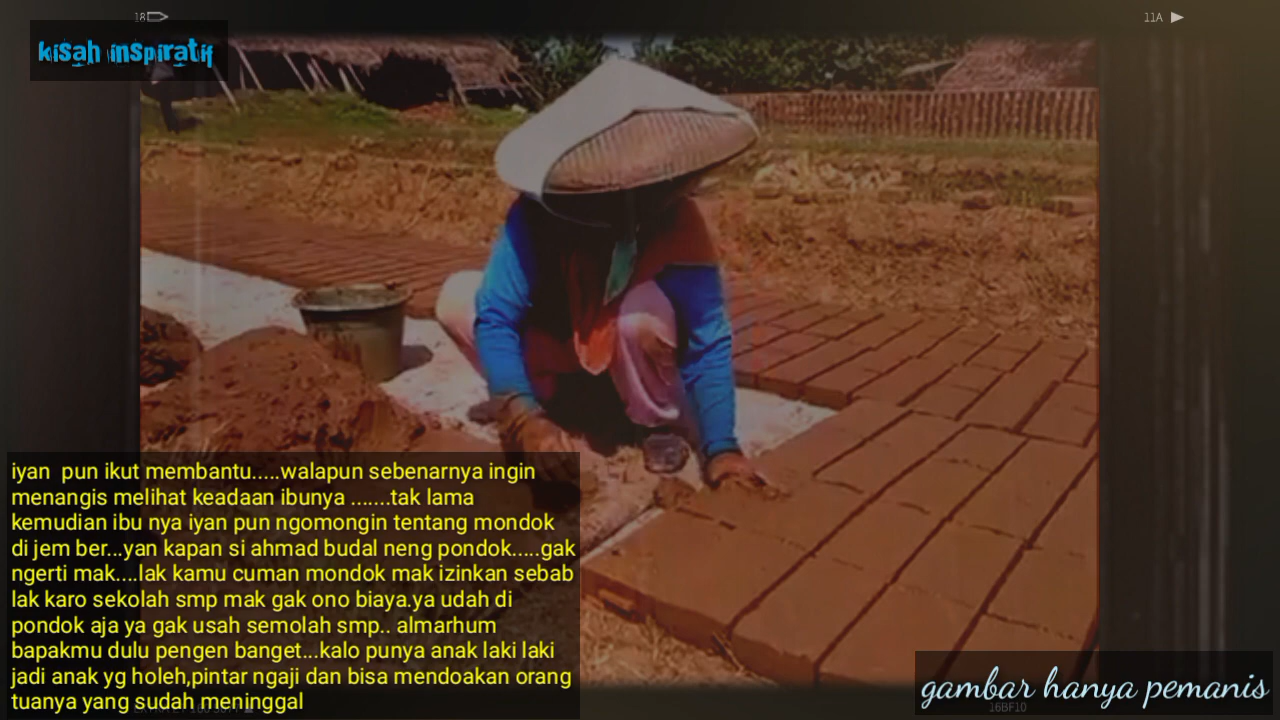 18
11A
kisah inspiratif
iyan pun ikut membantu.....walapun sebenarnya ingin
menangis melihat keadaan ibunya .......tak lama
kemudian ibu nya iyan pun ngomongin tentang mondok
di jem ber...yan kapan si ahmad budal neng pondok.....gak
ngerti mak....lak kamu cuman mondok mak izinkan sebab
lak karo sekolah smp mak gak ono biaya.ya udah di
pondok aja ya gak usah semolah smp.. almarhum
bapakmu dulu pengen banget...kalo punya anak laki laki
jadi anak yg holeh,pintar ngaji dan bisa mendoakan orang
tuanya yang sudah meninggal
gambar hanya pemanis
16BF10